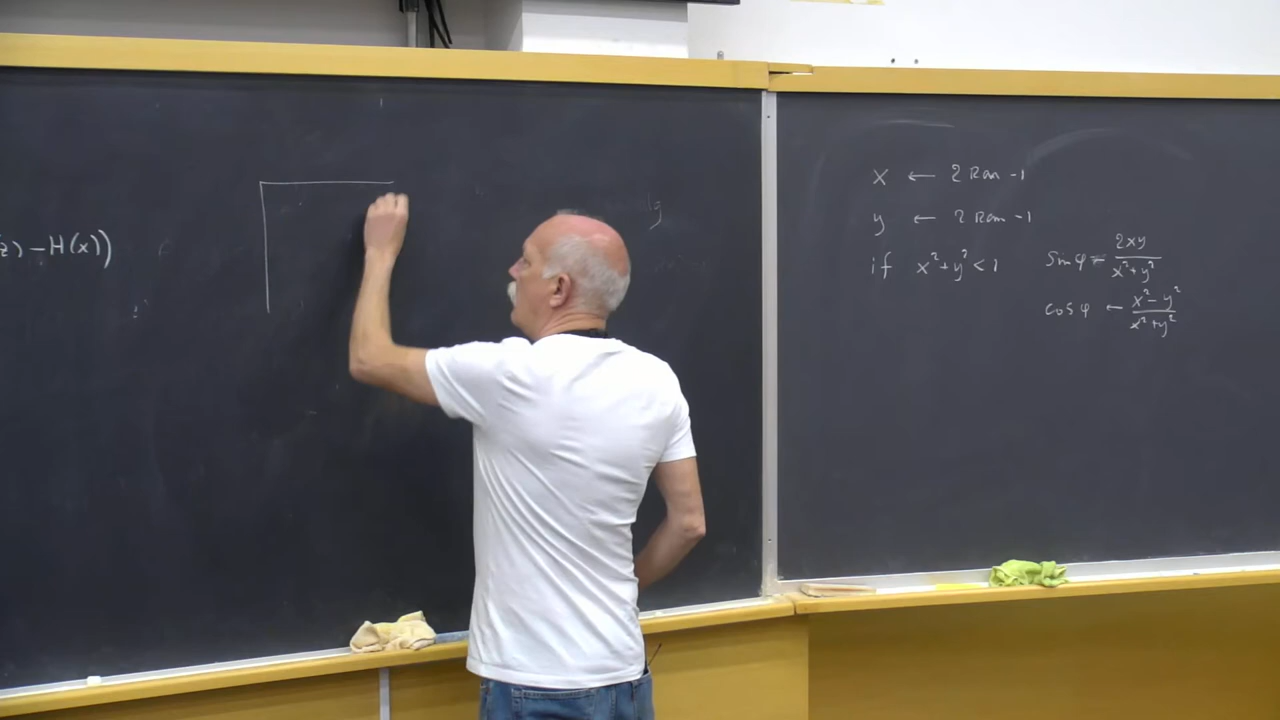 z) − H(x))
lg
x ← 2 Ran -1
y ← 2 Ran -1
if x² + y² < 1
sin φ = 2xy / x² + y²
cos φ ← x² − y² / x² + y²